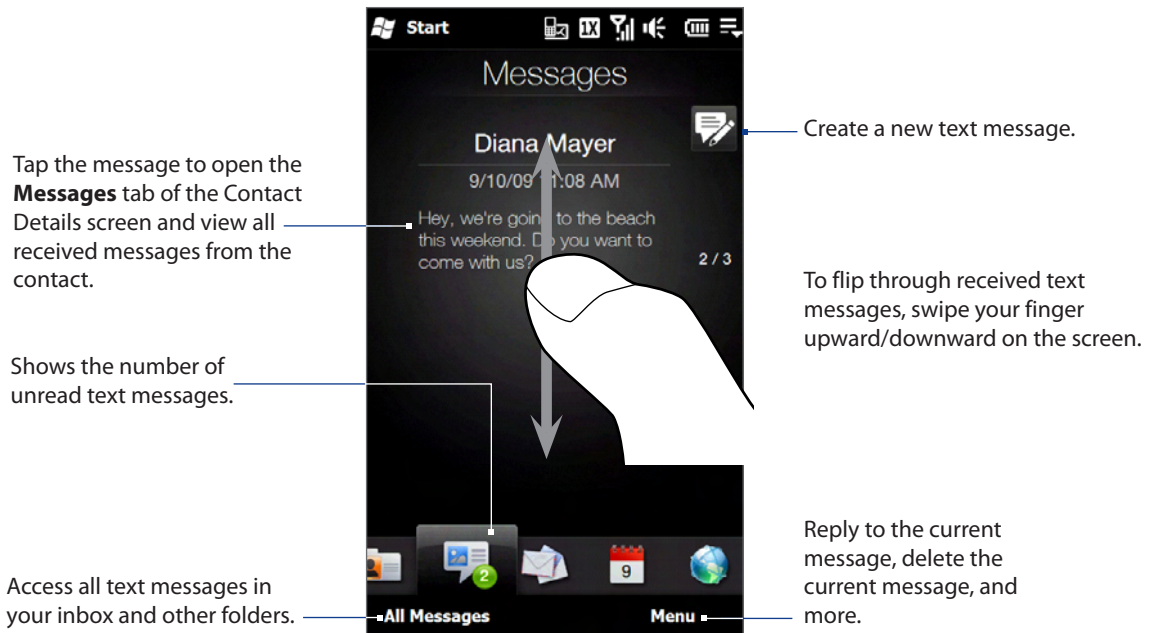 Start
1X
Messages
Diana Mayer
9/10/09 11:08 AM
Hey, we're going to the beach
this weekend. Do you want to
come with us?
2 / 3
2
9
All Messages
Menu
Tap the message to open the
Messages tab of the Contact
Details screen and view all
received messages from the
contact.
Shows the number of
unread text messages.
Access all text messages in
your inbox and other folders.
Create a new text message.
To flip through received text
messages, swipe your finger
upward/downward on the screen.
Reply to the current
message, delete the
current message, and
more.